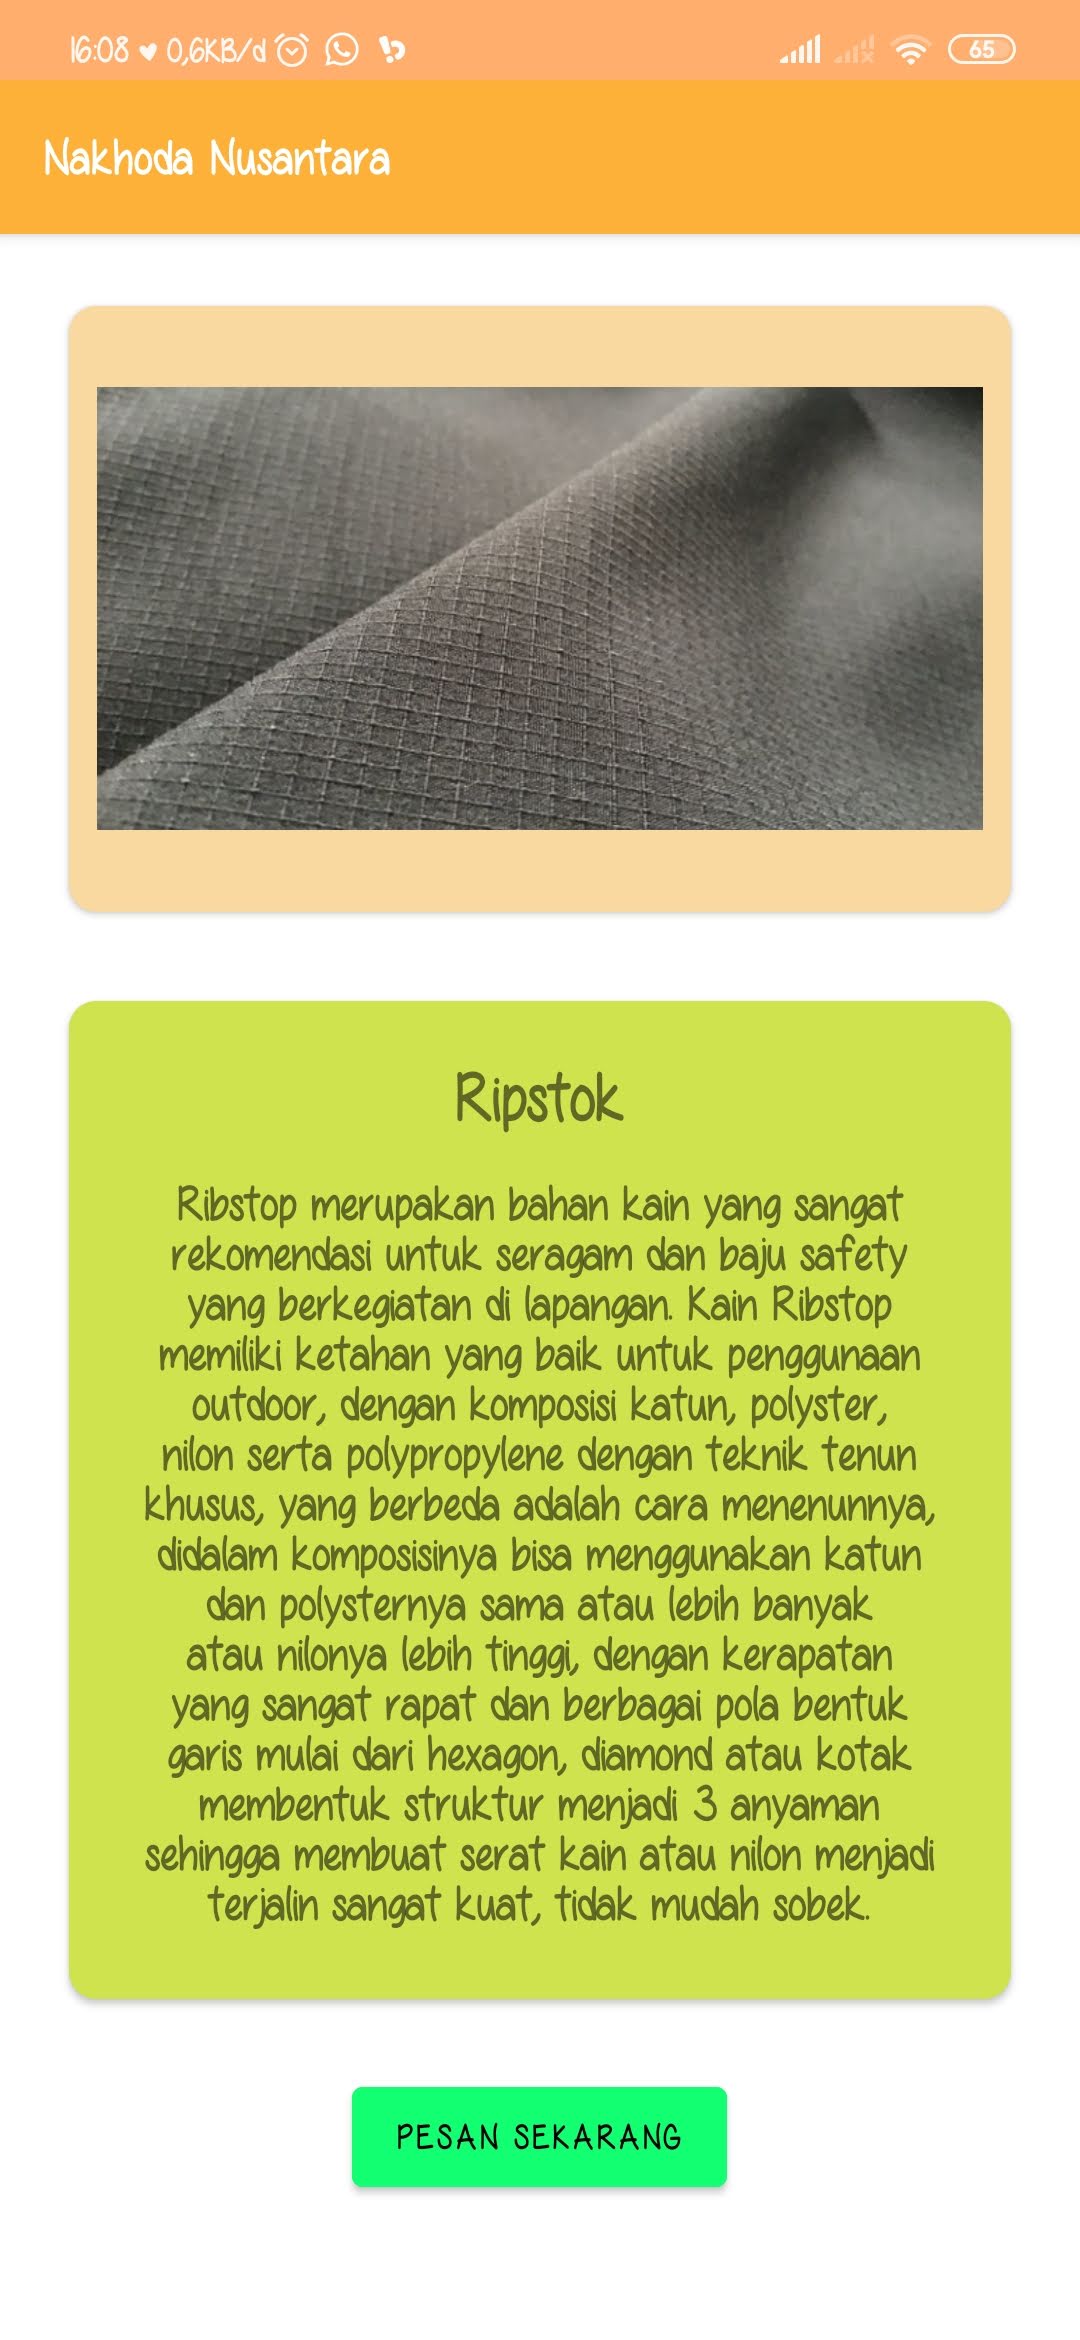 16:08 ♥ 0,6KB/d
65
Nakhoda Nusantara
Ripstok
Ribstop merupakan bahan kain yang sangat
rekomendasi untuk seragam dan baju safety
yang berkegiatan di lapangan. Kain Ribstop
memiliki ketahan yang baik untuk penggunaan
outdoor, dengan komposisi katun, polyster,
nilon serta polypropylene dengan teknik tenun
khusus, yang berbeda adalah cara menenunnya,
didalam komposisinya bisa menggunakan katun
dan polysternya sama atau lebih banyak
atau nilonya lebih tinggi, dengan kerapatan
yang sangat rapat dan berbagai pola bentuk
garis mulai dari hexagon, diamond atau kotak
membentuk struktur menjadi 3 anyaman
sehingga membuat serat kain atau nilon menjadi
terjalin sangat kuat, tidak mudah sobek.
PESAN SEKARANG